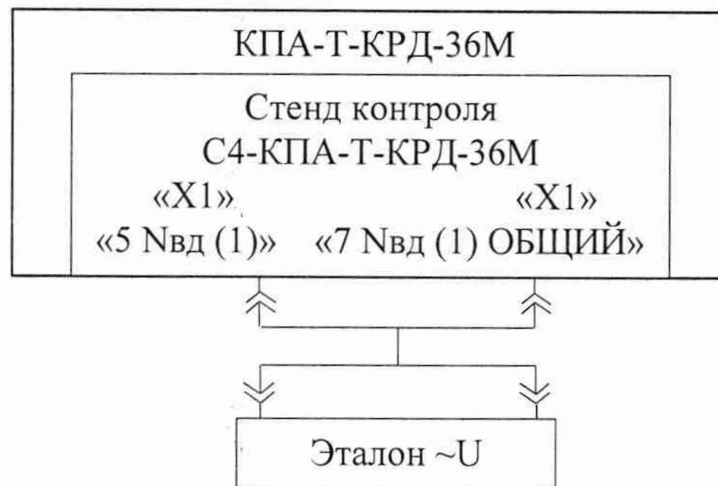 КПА-Т-КРД-36М
Стенд контроля
С4-КПА-Т-КРД-36М
«Х1» «Х1»
«5 Nвд (1)» «7 Nвд (1) ОБЩИЙ»
Эталон ~U